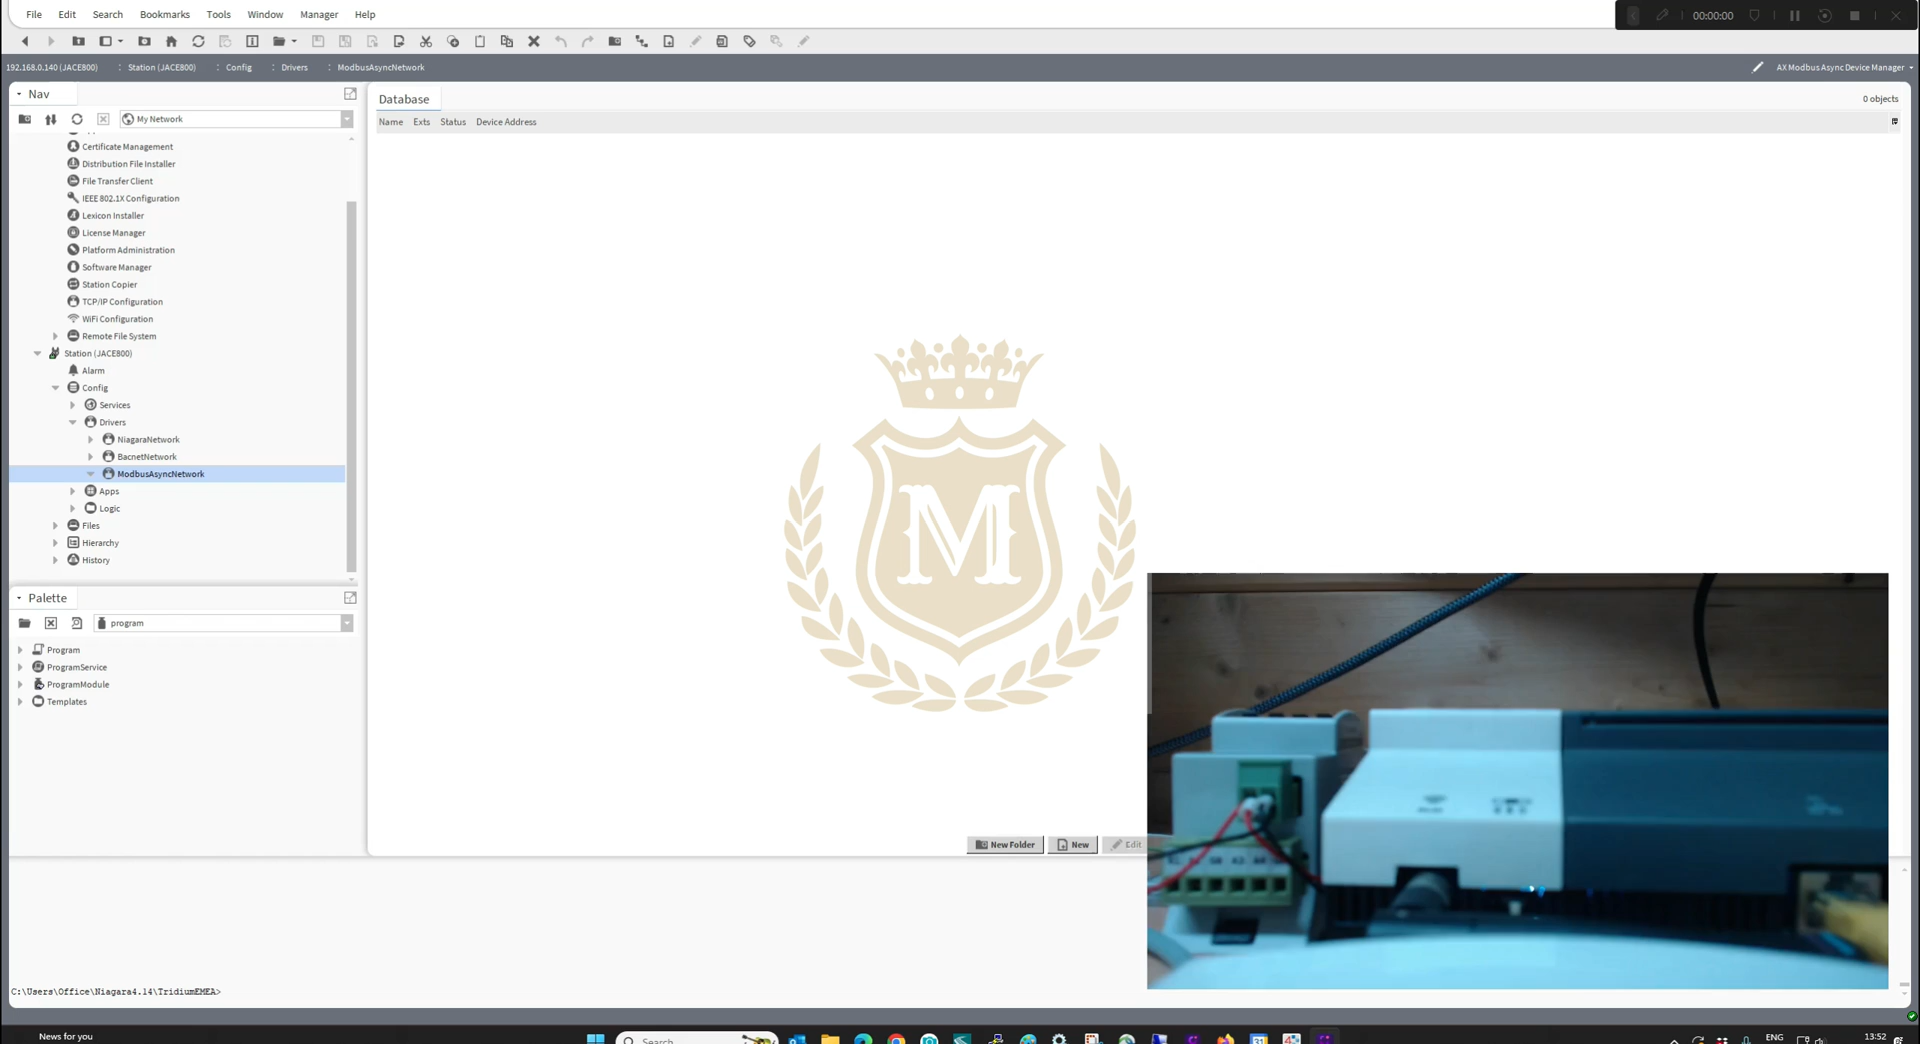 File Edit Search Bookmarks Tools Window Manager Help
00:00:00
192.168.0.140 (JACE800) : Station (JACE800) : Config : Drivers : ModbusAsyncNetwork
AX Modbus Async Device Manager
Nav
My Network
Certificate Management
Distribution File Installer
File Transfer Client
IEEE 802.1X Configuration
Lexicon Installer
License Manager
Platform Administration
Software Manager
Station Copier
TCP/IP Configuration
WiFi Configuration
Remote File System
Station (JACE800)
Alarm
Config
Services
Drivers
NiagaraNetwork
BacnetNetwork
ModbusAsyncNetwork
Apps
Logic
Files
Hierarchy
History
Palette
program
Program
ProgramService
ProgramModule
Templates
Database
0 objects
Name Exts Status Device Address
M
New Folder New Edit
C:\Users\Office\Niagara4.14\TridiumEMEA>
News for you
Search
31
ENG
13:52